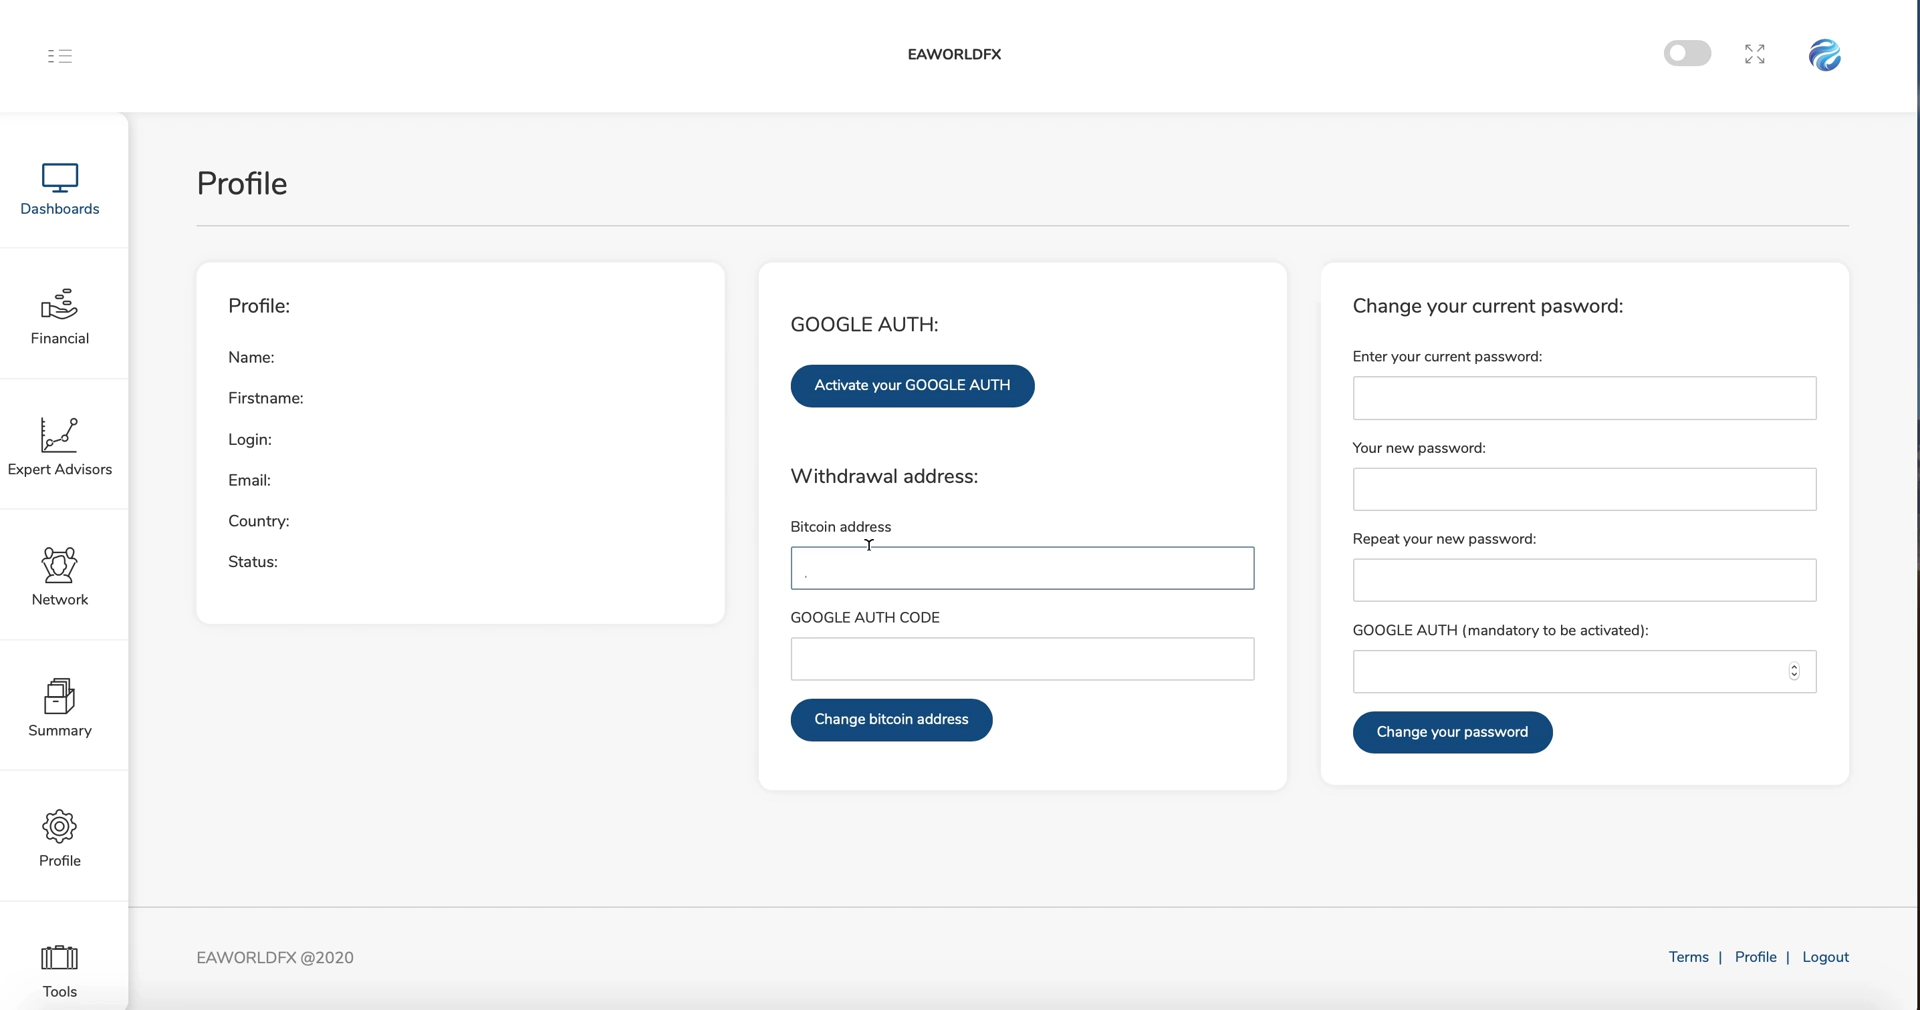 EAWORLDFX
Dashboards
Financial
Expert Advisors
Network
Summary
Profile
Tools
Profile
Profile:
Name:
Firstname:
Login:
Email:
Country:
Status:
GOOGLE AUTH:
Activate your GOOGLE AUTH
Withdrawal address:
Bitcoin address
.
GOOGLE AUTH CODE
Change bitcoin address
Change your current pasword:
Enter your current password:
Your new password:
Repeat your new password:
GOOGLE AUTH (mandatory to be activated):
Change your password
EAWORLDFX @2020
Terms | Profile | Logout